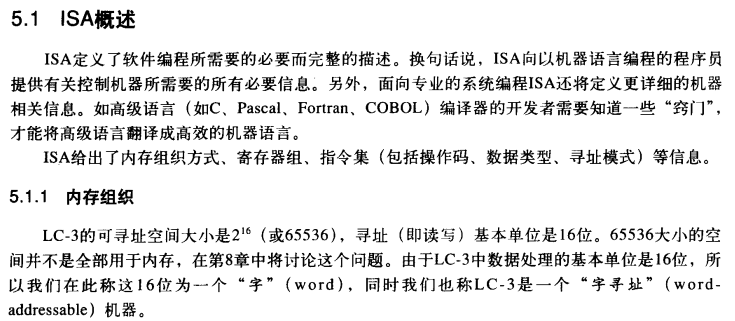 5.1 ISA概述
ISA定义了软件编程所需要的必要而完整的描述。换句话说，ISA向以机器语言编程的程序员
提供有关控制机器所需要的所有必要信息。另外，面向专业的系统编程ISA还将定义更详细的机器
相关信息。如高级语言（如C、Pascal、Fortran、COBOL）编译器的开发者需要知道一些“窍门”，
才能将高级语言翻译成高效的机器语言。
ISA给出了内存组织方式、寄存器组、指令集（包括操作码、数据类型、寻址模式）等信息。
5.1.1 内存组织
LC-3的可寻址空间大小是2¹⁶（或65536），寻址（即读写）基本单位是16位。65536大小的空
间并不是全部用于内存，在第8章中将讨论这个问题。由于LC-3中数据处理的基本单位是16位，所
以我们在此称这16位为一个“字”（word），同时我们也称LC-3是一个“字寻址”（word-
addressable）机器。